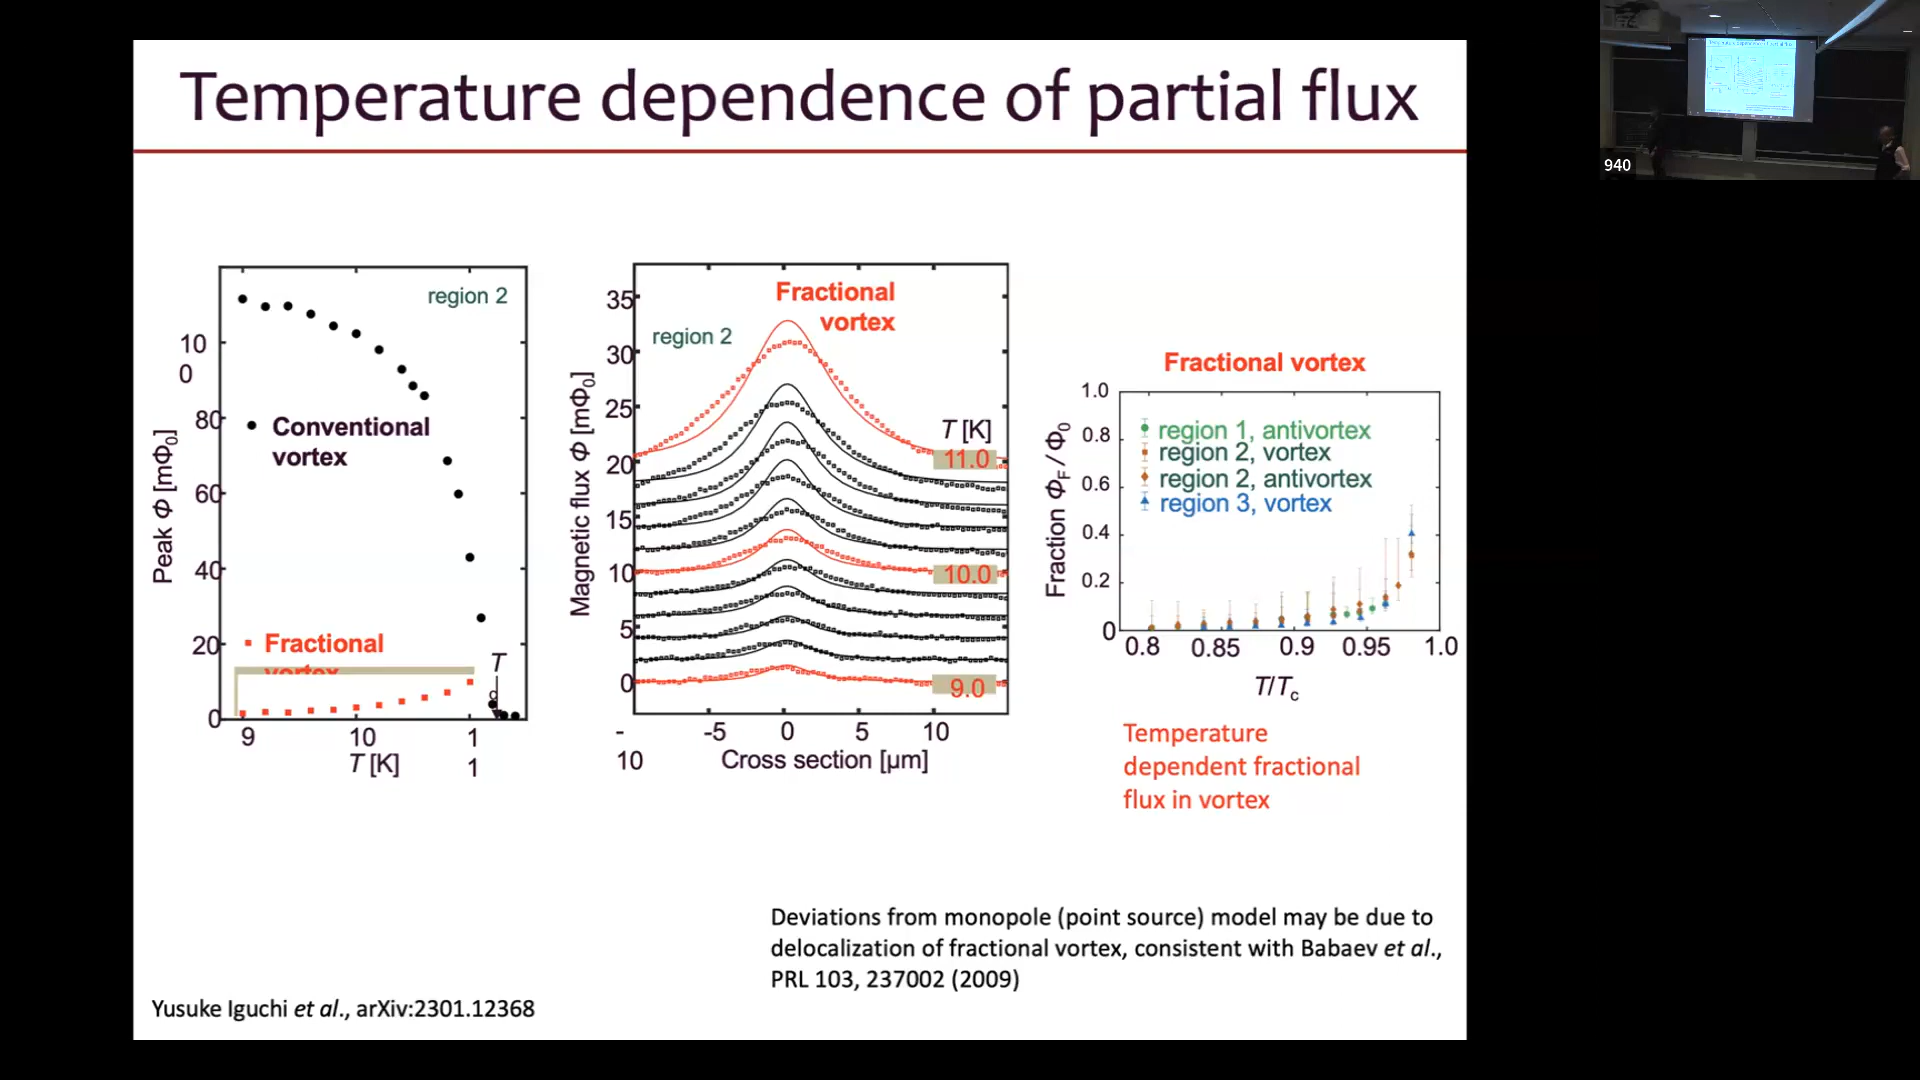 Temperature dependence of partial flux
region 2
10
0
80
60
40
20
0
Peak Φ [mΦ₀]
Conventional
vortex
Fractional
vortex
T
c
9
10
1
1
T [K]
Fractional
vortex
region 2
35
30
25
20
15
10
5
0
Magnetic flux Φ [mΦ₀]
T [K]
11.0
10.0
9.0
-
10
-5
0
5
10
Cross section [µm]
Fractional vortex
1.0
0.8
0.6
0.4
0.2
0
Fraction Φ_F / Φ₀
region 1, antivortex
region 2, vortex
region 2, antivortex
region 3, vortex
0.8
0.85
0.9
0.95
1.0
T/Tc
Temperature
dependent fractional
flux in vortex
Deviations from monopole (point source) model may be due to
delocalization of fractional vortex, consistent with Babaev et al.,
PRL 103, 237002 (2009)
Yusuke Iguchi et al., arXiv:2301.12368
940